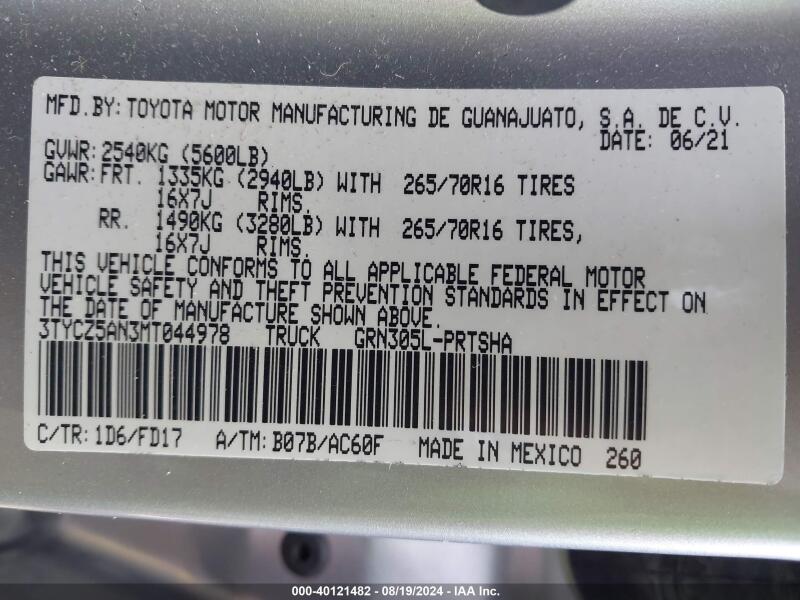 MFD.BY:TOYOTA MOTOR MANUFACTURING DE GUANAJUATO, S.A. DE C.V.
DATE: 06/21
GVWR:2540KG (5600LB)
GAWR:FRT. 1335KG (2940LB) WITH 265/70R16 TIRES
16X7J RIMS.
RR. 1490KG (3280LB) WITH 265/70R16 TIRES,
16X7J RIMS.
THIS VEHICLE CONFORMS TO ALL APPLICABLE FEDERAL MOTOR
VEHICLE SAFETY AND THEFT PREVENTION STANDARDS IN EFFECT ON
THE DATE OF MANUFACTURE SHOWN ABOVE.
3TYCZ5AN3MT044978 TRUCK GRN305L-PRTSHA
C/TR:1D6/FD17 A/TM:B07B/AC60F MADE IN MEXICO 260
000-40121482 - 08/19/2024 - IAA Inc.